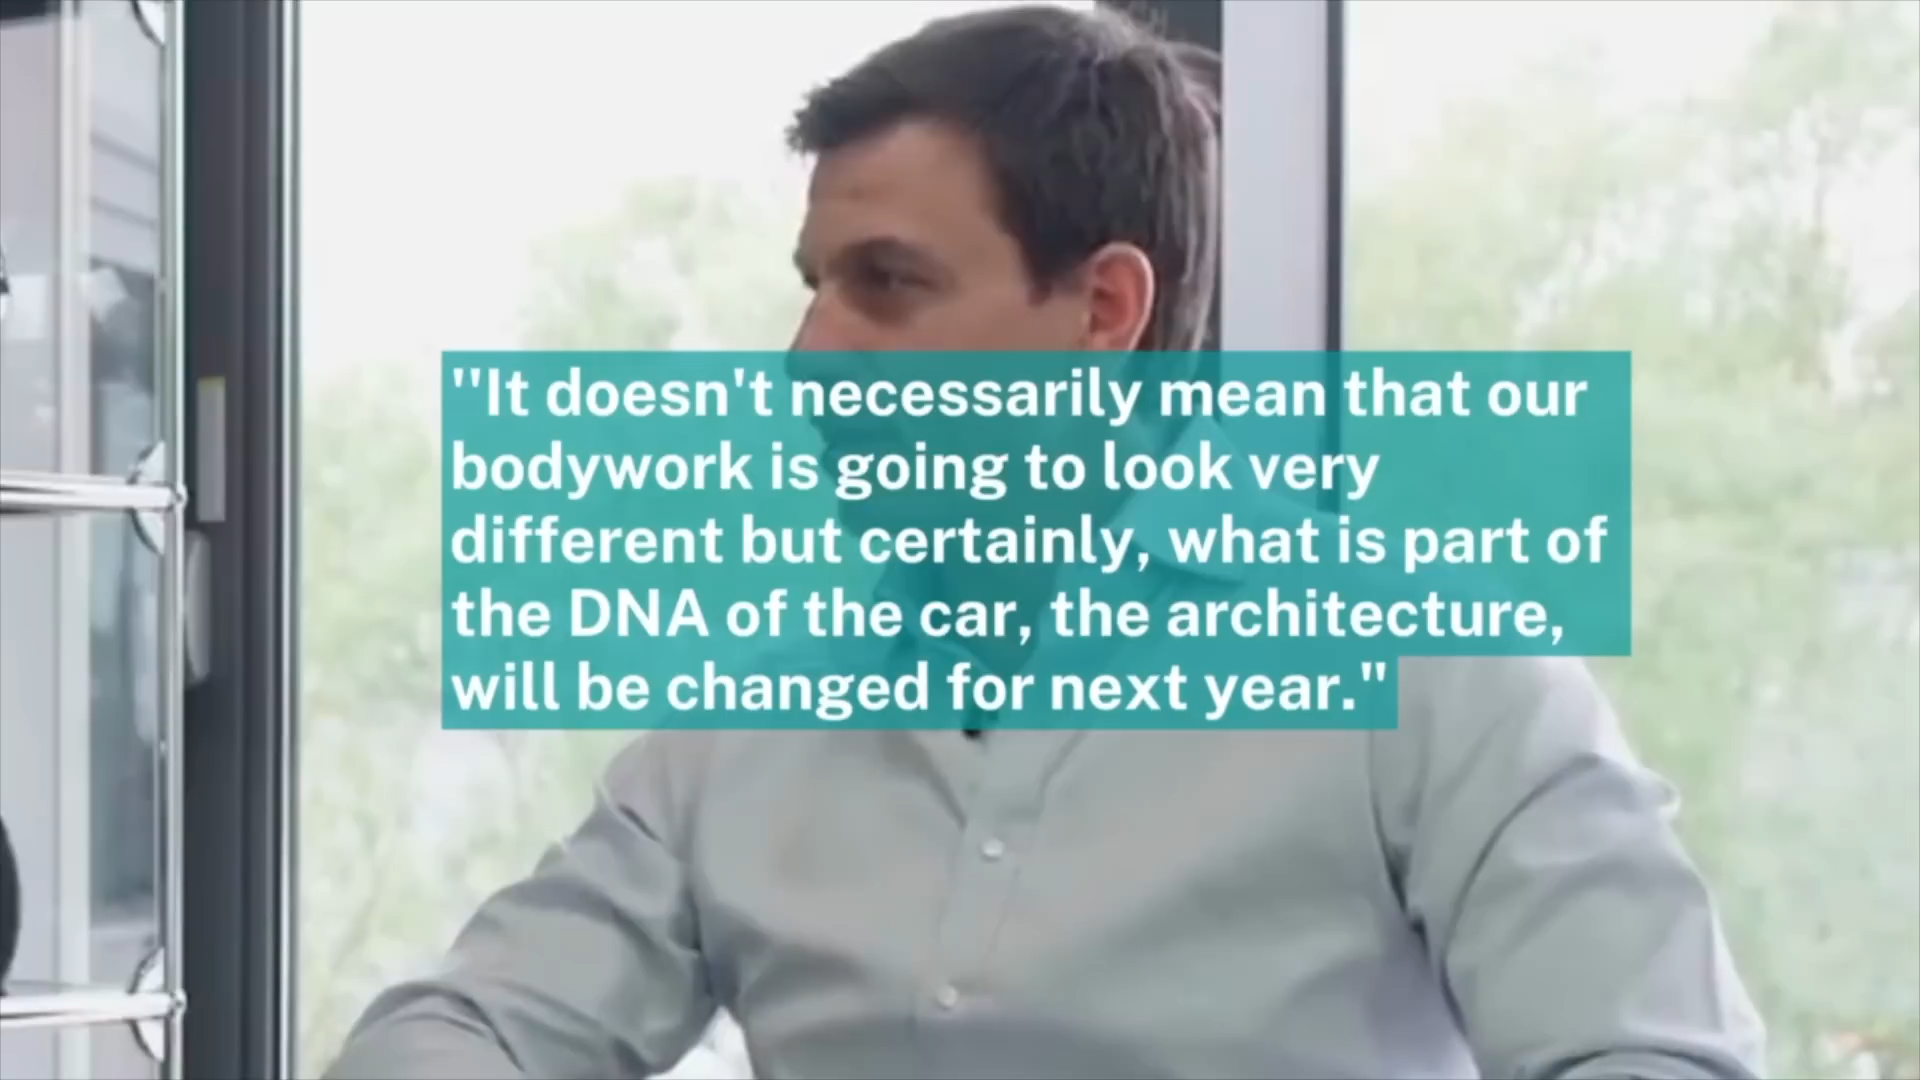 "It doesn't necessarily mean that our
bodywork is going to look very
different but certainly, what is part of
the DNA of the car, the architecture,
will be changed for next year."